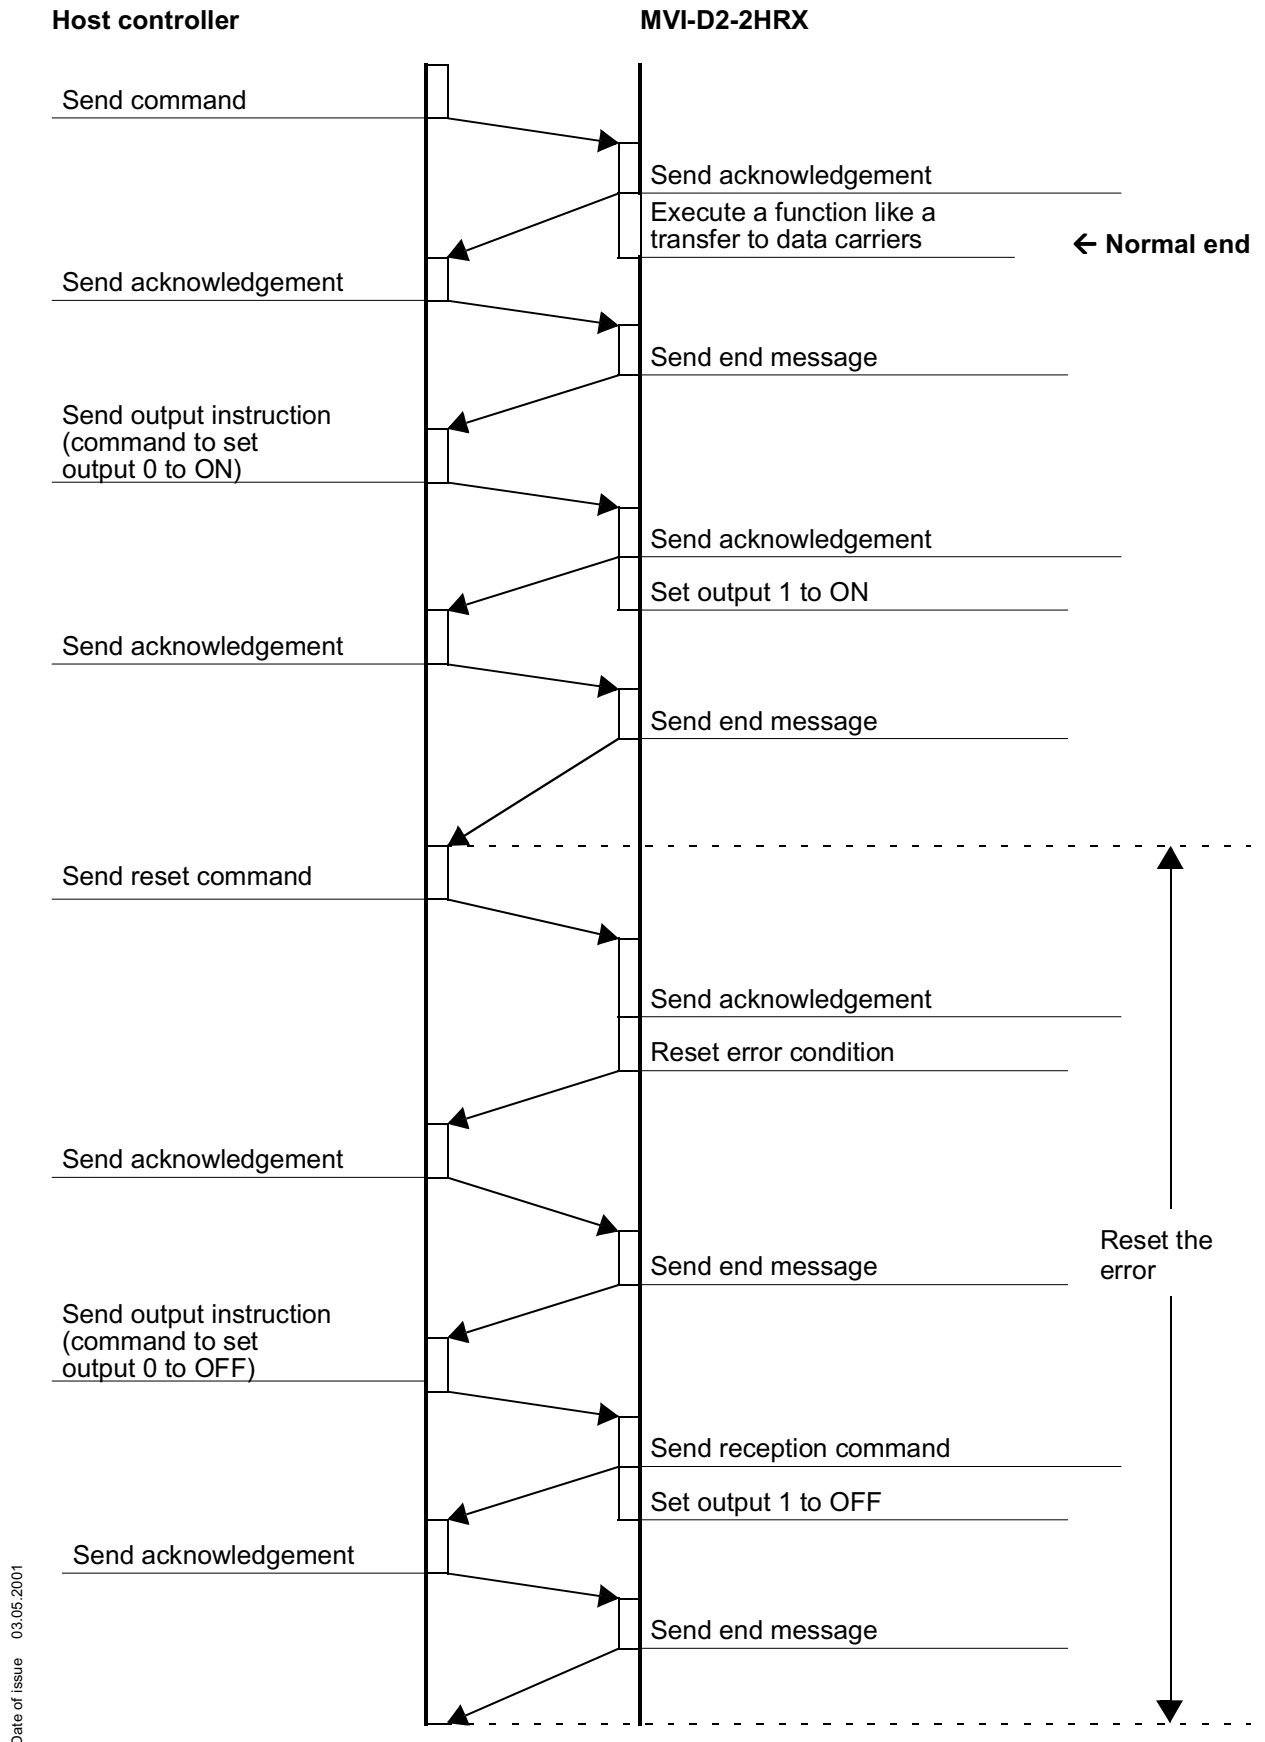 Host controller
MVI-D2-2HRX
Send command
Send acknowledgement
Execute a function like a
transfer to data carriers
← Normal end
Send acknowledgement
Send end message
Send output instruction
(command to set
output 0 to ON)
Send acknowledgement
Set output 1 to ON
Send acknowledgement
Send end message
Send reset command
Send acknowledgement
Reset error condition
Send acknowledgement
Reset the
error
Send end message
Send output instruction
(command to set
output 0 to OFF)
Send reception command
Set output 1 to OFF
Send acknowledgement
Send end message
Date of issue 03.05.2001